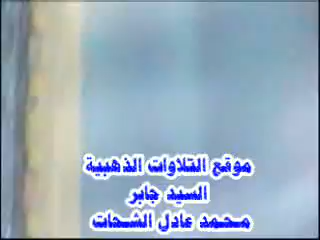 موقع التلاوات الذهبية
السيد جابر
محمد عادل الشحات